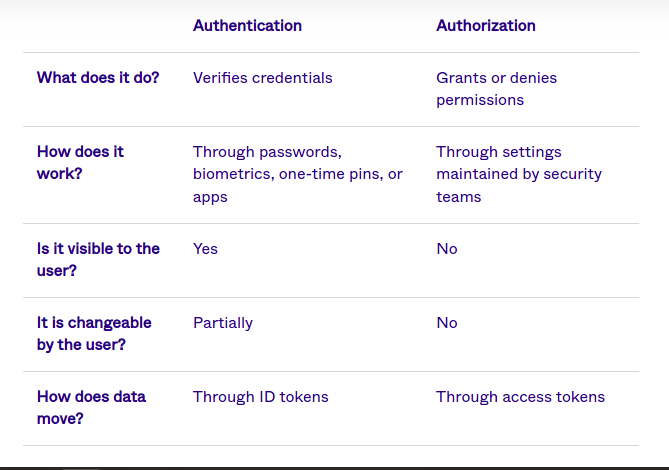 Authentication Authorization
What does it do? Verifies credentials Grants or denies
permissions
How does it Through passwords, Through settings
work? biometrics, one-time pins, or maintained by security
apps teams
Is it visible to the Yes No
user?
It is changeable Partially No
by the user?
How does data Through ID tokens Through access tokens
move?